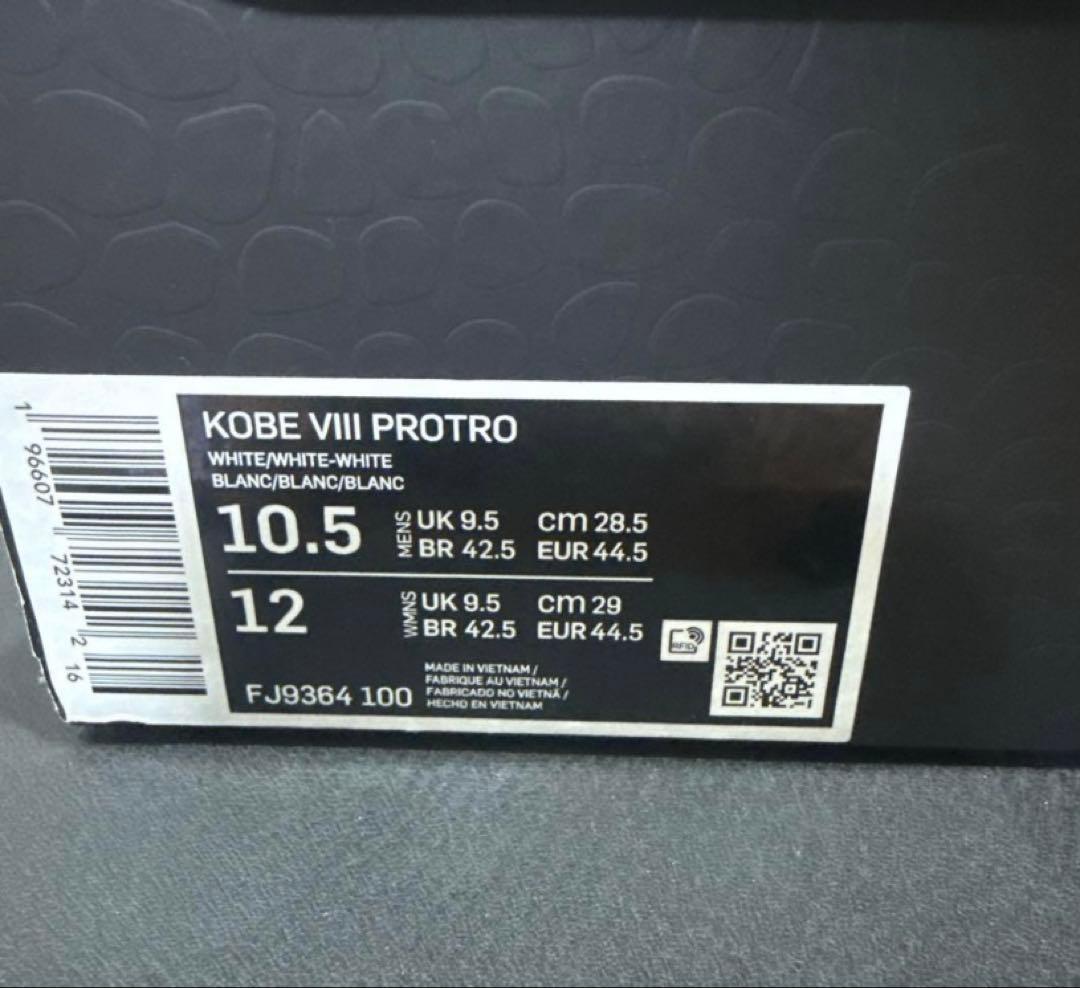 KOBE VIII PROTRO
WHITE/WHITE-WHITE
BLANC/BLANC/BLANC
10.5 MENS UK 9.5 cm 28.5
BR 42.5 EUR 44.5
12 WMNS UK 9.5 cm 29
BR 42.5 EUR 44.5
RFID
MADE IN VIETNAM /
FABRIQUE AU VIETNAM /
FABRICADO NO VIETNÃ /
HECHO EN VIETNAM
FJ9364 100
1 96607 72314 2 16